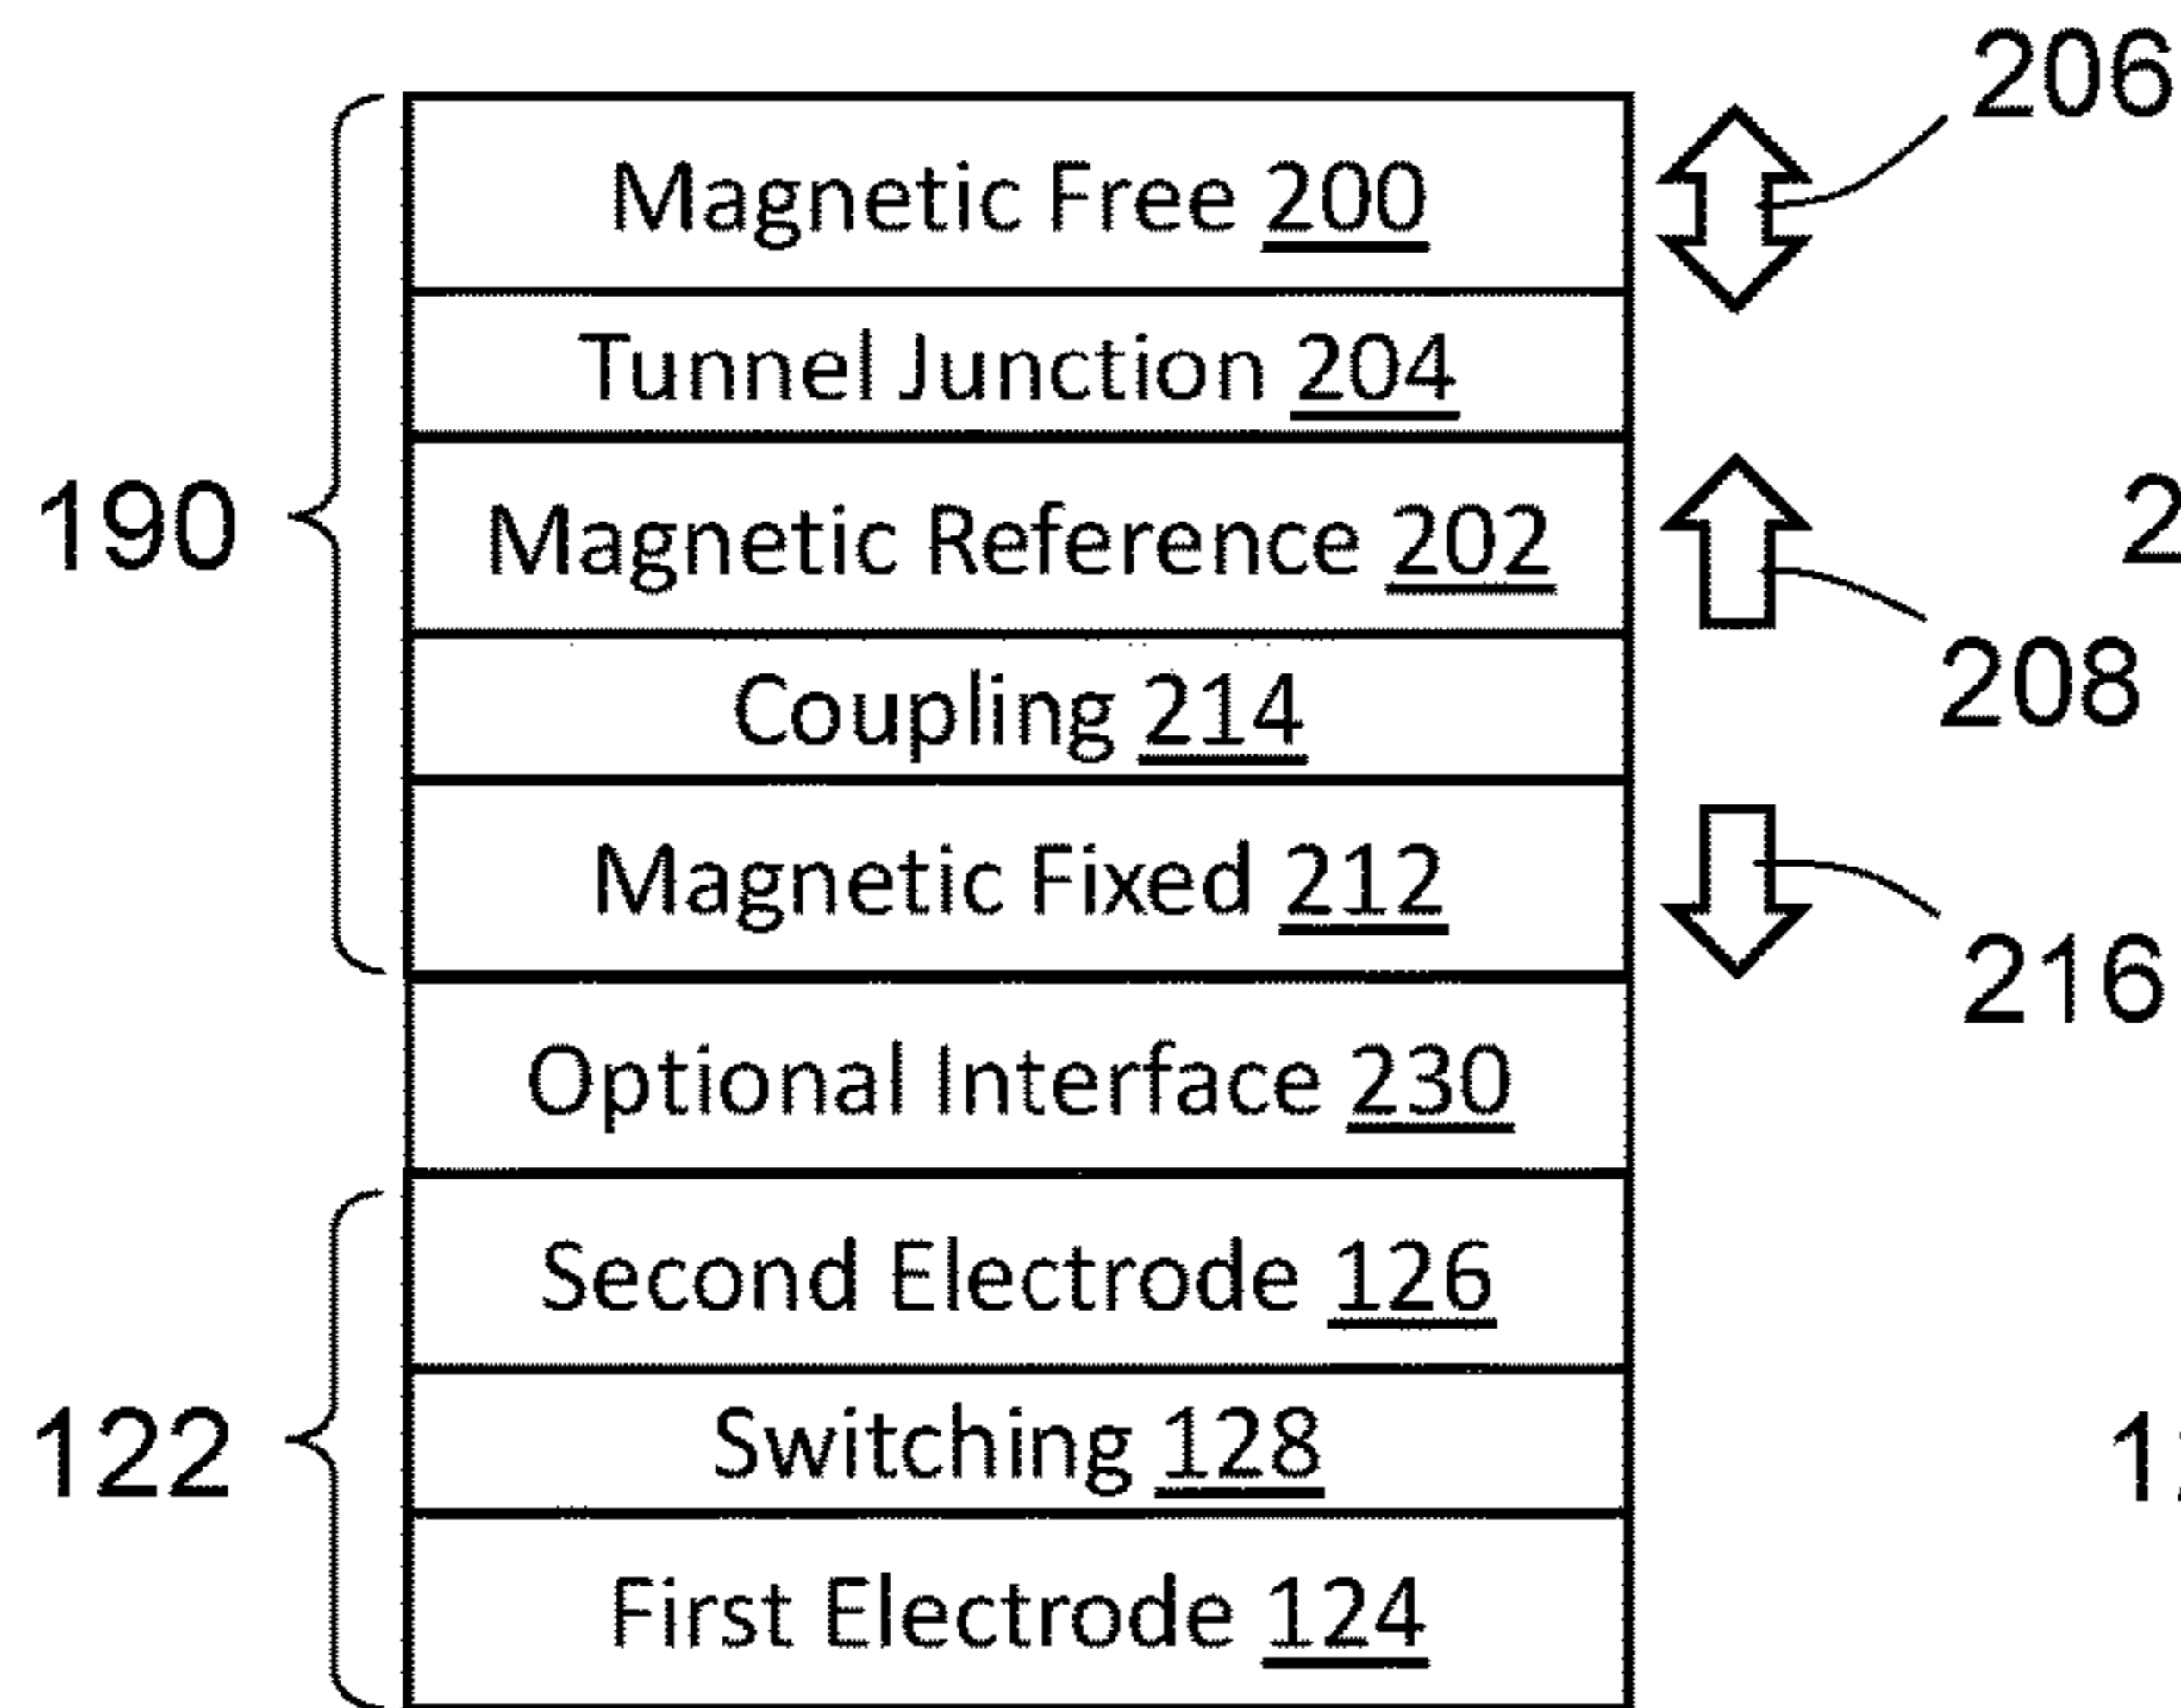 206
Magnetic Free 200
Tunnel Junction 204
190
Magnetic Reference 202
208
Coupling 214
Magnetic Fixed 212
216
Optional Interface 230
Second Electrode 126
122
Switching 128
First Electrode 124